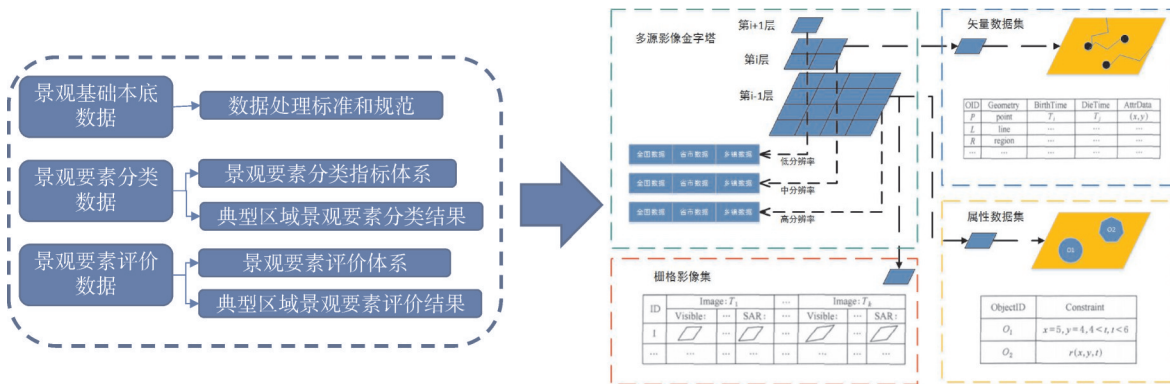 景观基础本底
数据
数据处理标准和规范
景观要素分类
数据
景观要素分类指标体系
典型区域景观要素分类结果
景观要素评价
数据
景观要素评价体系
典型区域景观要素评价结果
多源影像金字塔
第i+1层
第i层
第i-1层
全国数据 省市数据 乡镇数据
低分辨率
全国数据 省市数据 乡镇数据
中分辨率
全国数据 省市数据 乡镇数据
高分辨率
栅格影像集
ID Image:T₁ ··· Image:Tₖ
Visible: ··· SAR: ··· Visible: ··· SAR:
1 ··· ··· ···
··· ··· ··· ··· ···
矢量数据集
OID Geometry BirthTime DieTime AttrData
P point Tᵢ Tⱼ (x,y)
L line ··· ··· ···
R region ··· ··· ···
··· ··· ··· ··· ···
属性数据集
O1
O2
ObjectID Constraint
O₁ x=5,y=4,4<t,t<6
O₂ r(x,y,t)